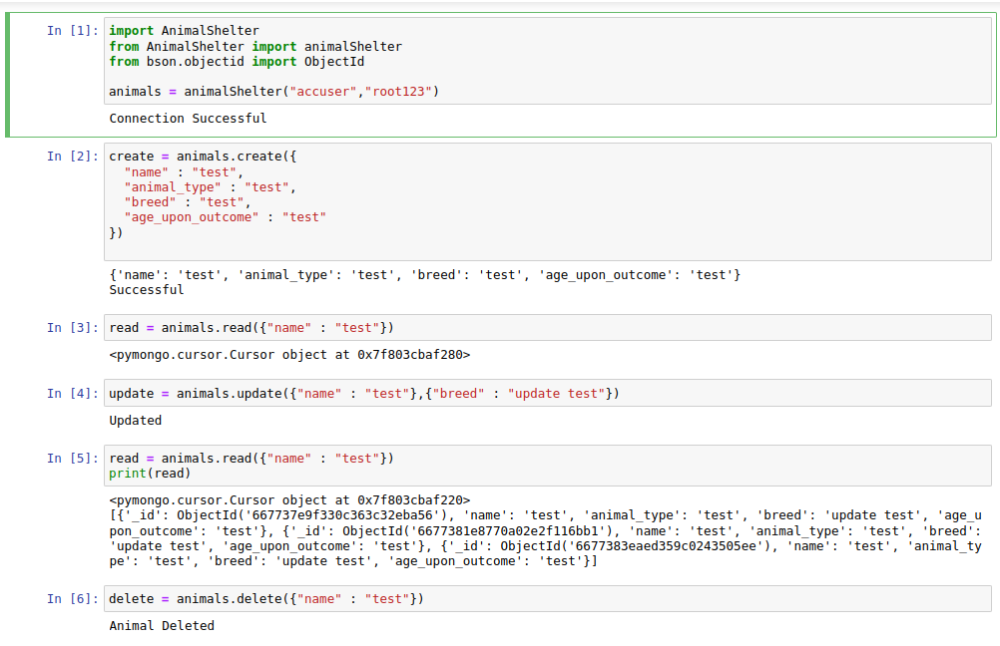 In [1]: import AnimalShelter
from AnimalShelter import animalShelter
from bson.objectid import ObjectId
animals = animalShelter("accuser","root123")
Connection Successful
In [2]: create = animals.create({
"name" : "test",
"animal_type" : "test",
"breed" : "test",
"age_upon_outcome" : "test"
})
{'name': 'test', 'animal_type': 'test', 'breed': 'test', 'age_upon_outcome': 'test'}
Successful
In [3]: read = animals.read({"name" : "test"})
<pymongo.cursor.Cursor object at 0x7f803cbaf280>
In [4]: update = animals.update({"name" : "test"},{"breed" : "update test"})
Updated
In [5]: read = animals.read({"name" : "test"})
print(read)
<pymongo.cursor.Cursor object at 0x7f803cbaf220>
[{'_id': ObjectId('667737e9f330c363c32eba56'), 'name': 'test', 'animal_type': 'test', 'breed': 'update test', 'age_u
pon_outcome': 'test'}, {'_id': ObjectId('6677381e8770a02e2f116bb1'), 'name': 'test', 'animal_type': 'test', 'breed':
'update test', 'age_upon_outcome': 'test'}, {'_id': ObjectId('6677383eaed359c0243505ee'), 'name': 'test', 'animal_ty
pe': 'test', 'breed': 'update test', 'age_upon_outcome': 'test'}]
In [6]: delete = animals.delete({"name" : "test"})
Animal Deleted